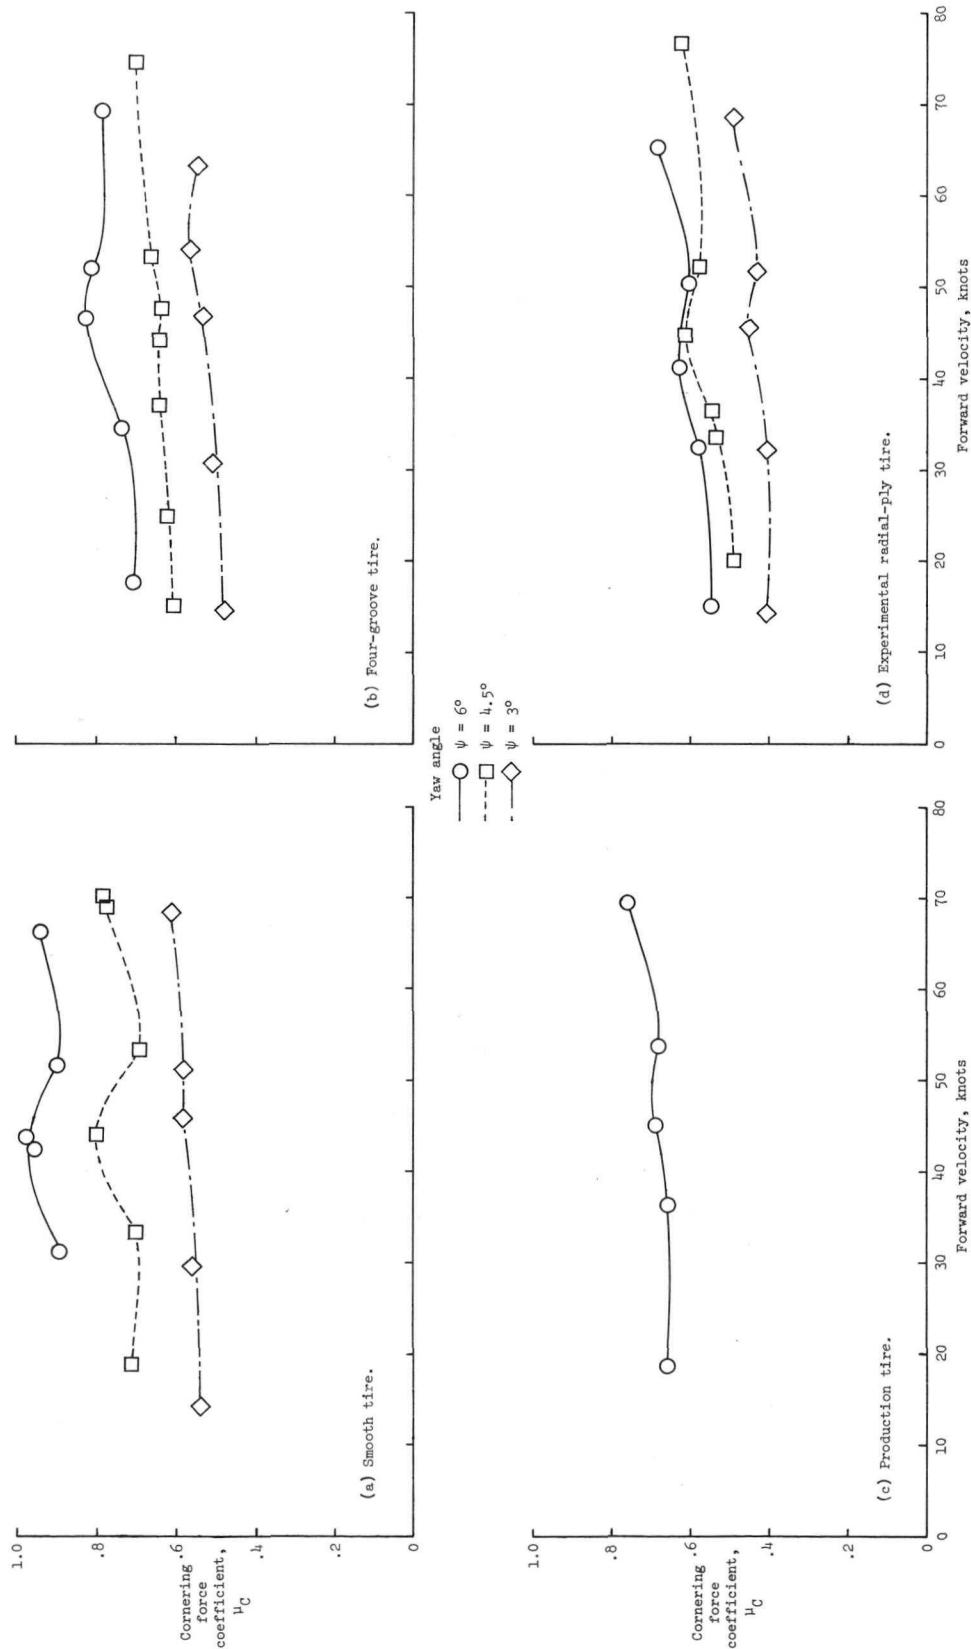 1.0
.8
.6
.4
0
Cornering
force
coefficient,
μC
(a) Smooth tire.
(b) Four-groove tire.
Yaw angle
ψ = 6°
ψ = 4.5°
ψ = 3°
1.0
.8
.6
.4
.2
0
Cornering
force
coefficient,
μC
(c) Production tire.
0 10 20 30 40 50 60 70 80
Forward velocity, knots
(d) Experimental radial-ply tire.
0 10 20 30 40 50 60 70 80
Forward velocity, knots